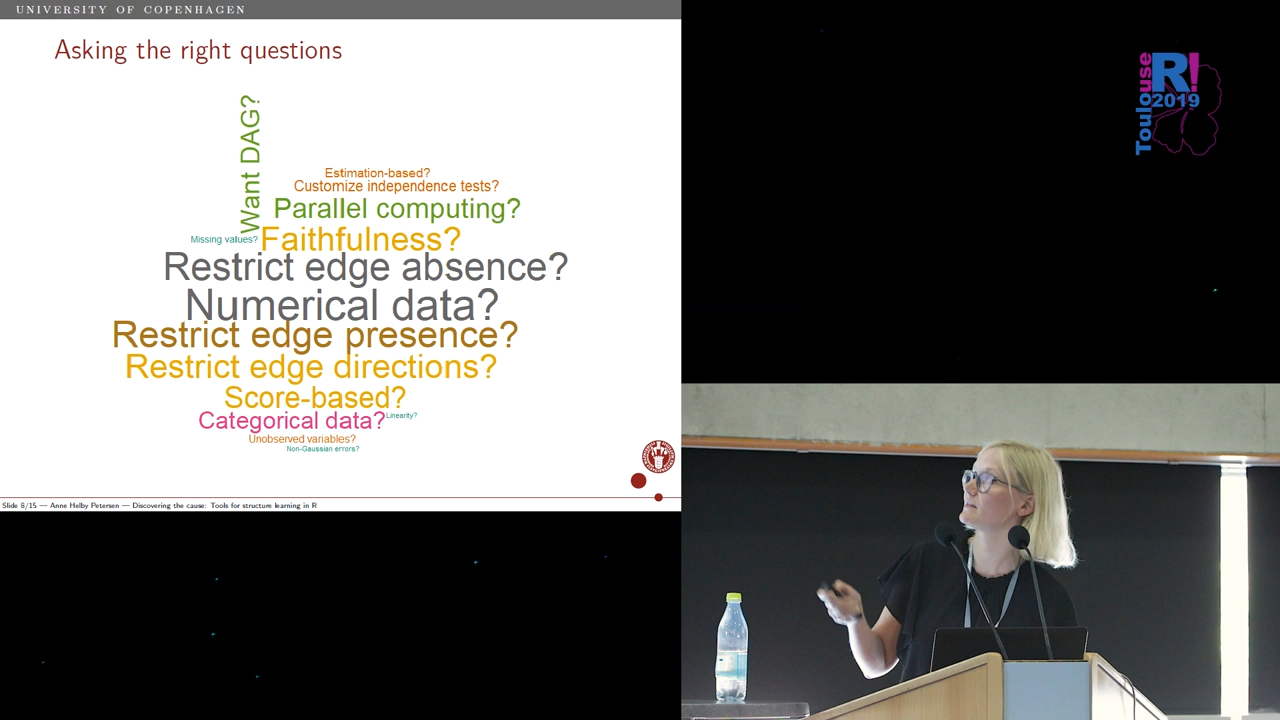 UNIVERSITY OF COPENHAGEN
Asking the right questions
Want DAG?
Estimation-based?
Customize independence tests?
Parallel computing?
Missing values?
Faithfulness?
Restrict edge absence?
Numerical data?
Restrict edge presence?
Restrict edge directions?
Score-based?
Categorical data?
Linearity?
Unobserved variables?
Non-Gaussian errors?
Slide 8/15 — Anne Helby Petersen — Discovering the cause: Tools for structure learning in R
Toulouse
R!
2019